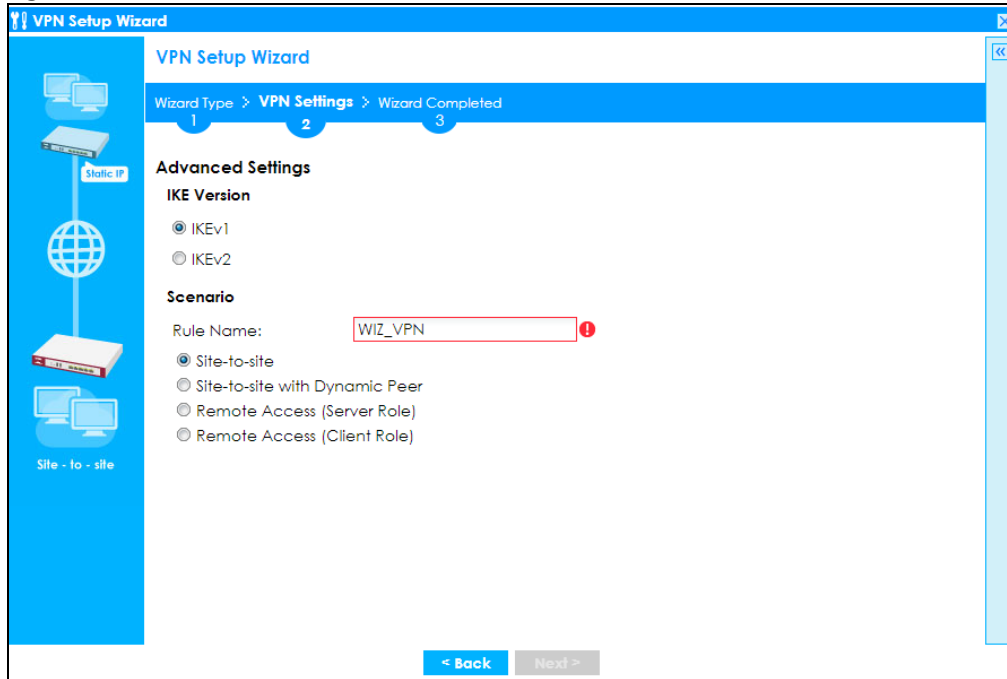 VPN Setup Wizard
VPN Setup Wizard
Wizard Type > VPN Settings > Wizard Completed
1 2 3
Static IP
Advanced Settings
IKE Version
IKEv1
IKEv2
Scenario
Rule Name: WIZ_VPN
Site-to-site
Site-to-site with Dynamic Peer
Remote Access (Server Role)
Remote Access (Client Role)
Site - to - site
< Back Next >